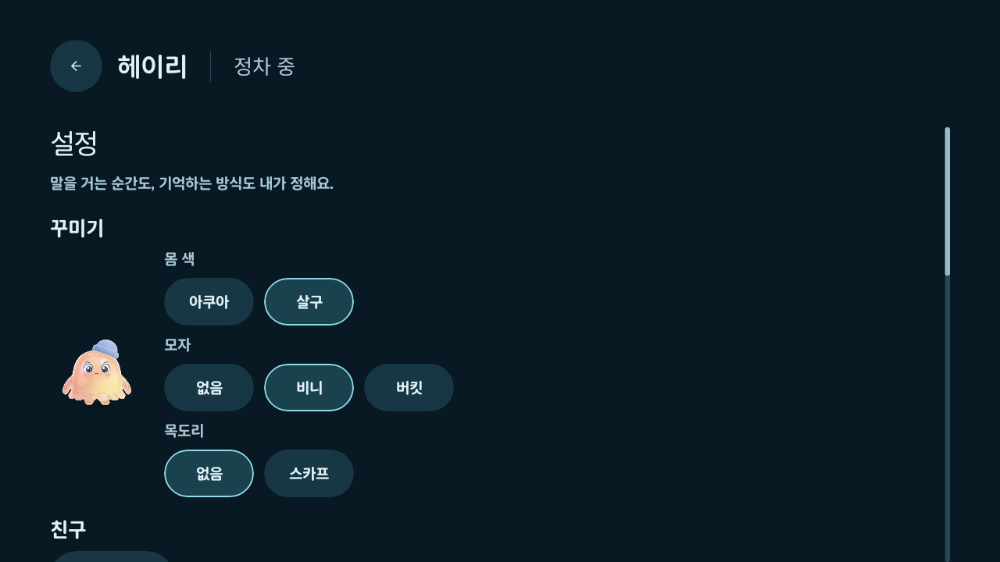 헤이리
정차 중
설정
말을 거는 순간도, 기억하는 방식도 내가 정해요.
꾸미기
몸 색
아쿠아
살구
모자
없음
비니
버킷
목도리
없음
스카프
친구